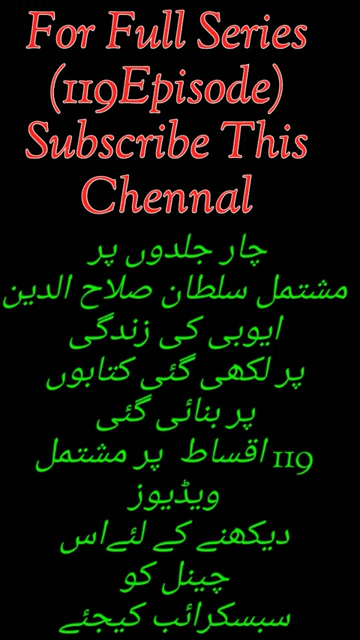 For Full Series
(119Episode)
Subscribe This
Chennal
چار جلدوں پر
مشتمل سلطان صلاح الدین
ایوبی کی زندگی
پر لکھی گئی کتابوں
پر بنائی گئی
119 اقساط پر مشتمل
ویڈیوز
دیکھنے کے لئے اس
چینل کو
سبسکرائب کیجئے